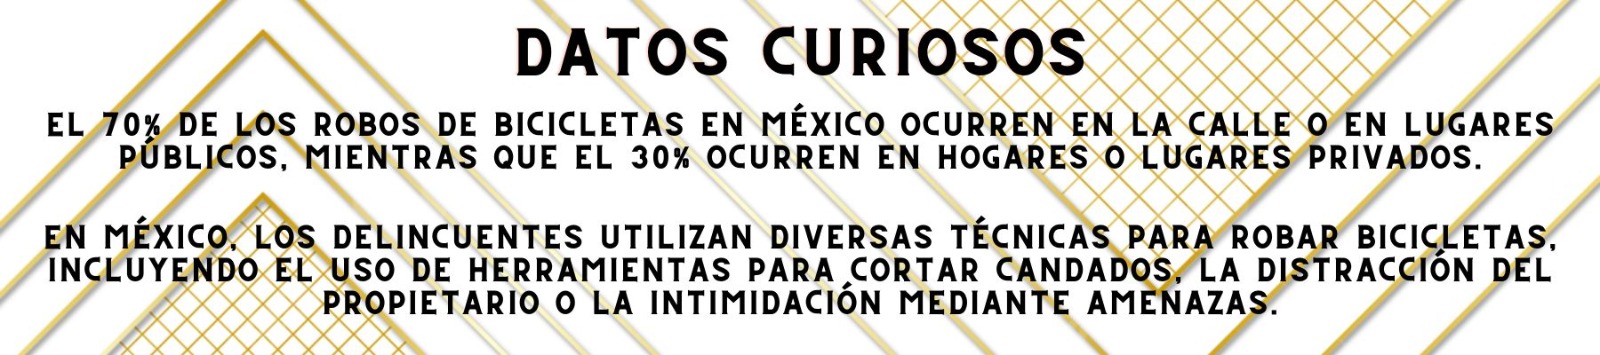 DATOS CURIOSOS
EL 70% DE LOS ROBOS DE BICICLETAS EN MÉXICO OCURREN EN LA CALLE O EN LUGARES
PÚBLICOS, MIENTRAS QUE EL 30% OCURREN EN HOGARES O LUGARES PRIVADOS.
EN MÉXICO, LOS DELINCUENTES UTILIZAN DIVERSAS TÉCNICAS PARA ROBAR BICICLETAS,
INCLUYENDO EL USO DE HERRAMIENTAS PARA CORTAR CANDADOS, LA DISTRACCIÓN DEL
PROPIETARIO O LA INTIMIDACIÓN MEDIANTE AMENAZAS.